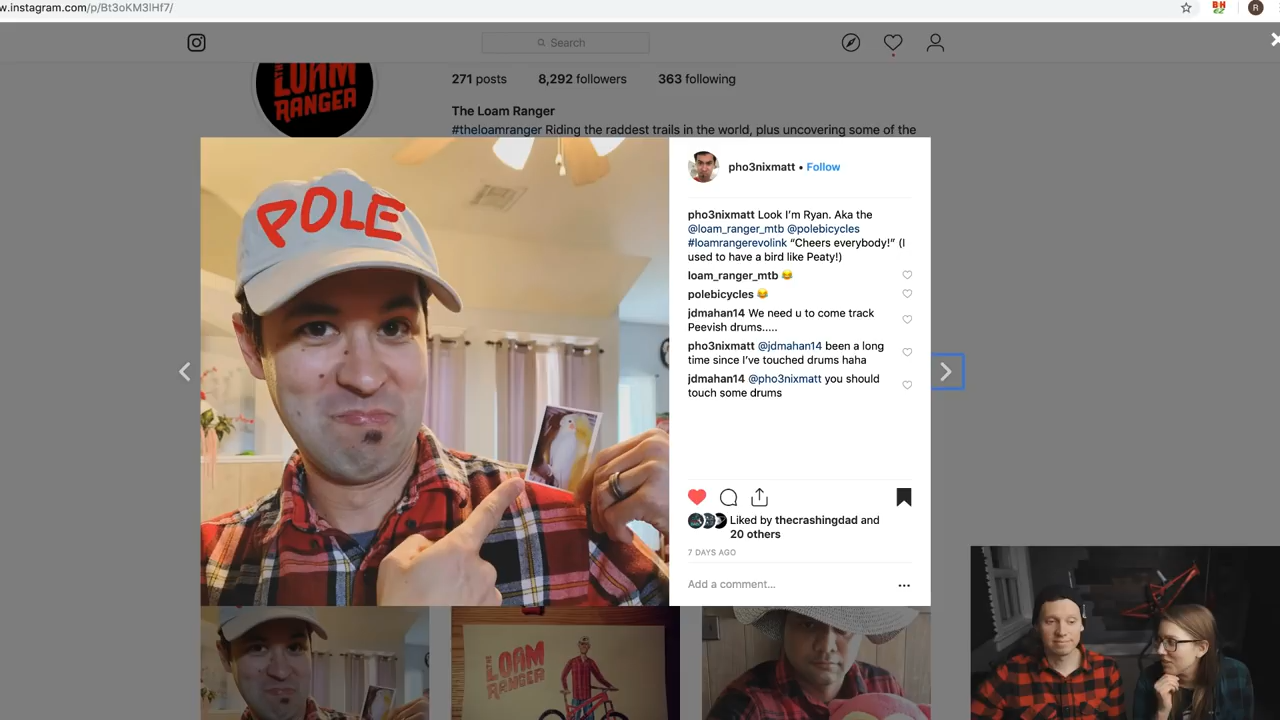 w.instagram.com/p/Bt3oKM3lHf7/
B H
R
Search
LOAM
RANGER
271 posts 8,292 followers 363 following
The Loam Ranger
#theloamranger Riding the raddest trails in the world, plus uncovering some of the
POLE
pho3nixmatt • Follow
pho3nixmatt Look I’m Ryan. Aka the
@loam_ranger_mtb @polebicycles
#loamrangerevolink “Cheers everybody!” (I
used to have a bird like Peaty!)
loam_ranger_mtb 😂
polebicycles 😂
jdmahan14 We need u to come track
Peevish drums.....
pho3nixmatt @jdmahan14 been a long
time since I’ve touched drums haha
jdmahan14 @pho3nixmatt you should
touch some drums
Liked by thecrashingdad and
20 others
7 DAYS AGO
Add a comment...
THE
LOAM
RANGER